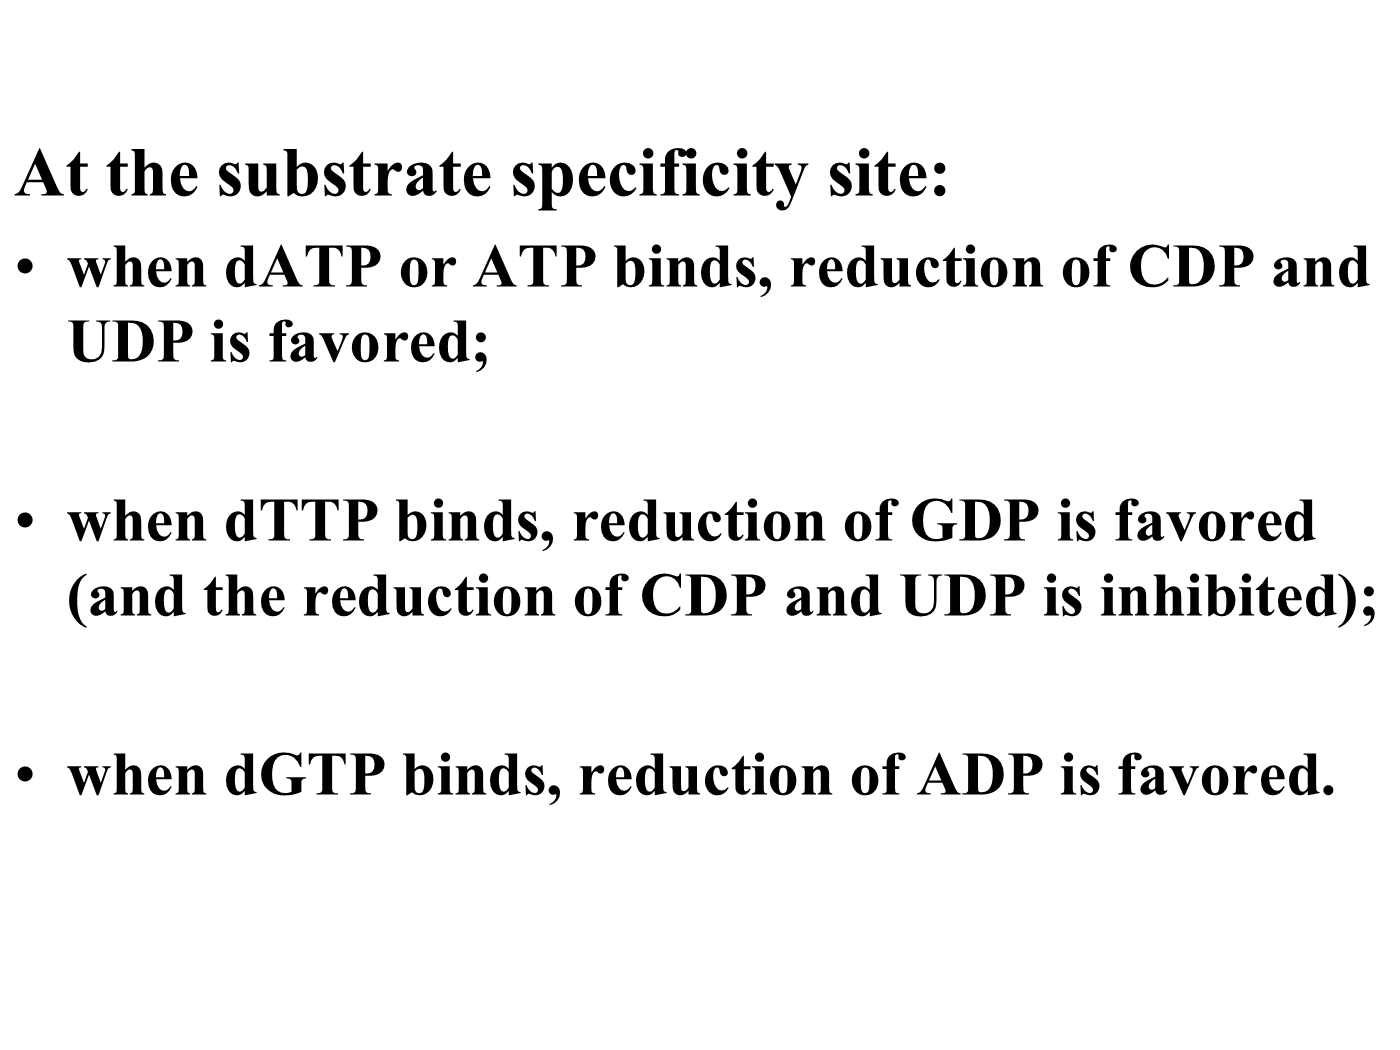 At the substrate specificity site:
• when dATP or ATP binds, reduction of CDP and
UDP is favored;
• when dTTP binds, reduction of GDP is favored
(and the reduction of CDP and UDP is inhibited);
• when dGTP binds, reduction of ADP is favored.